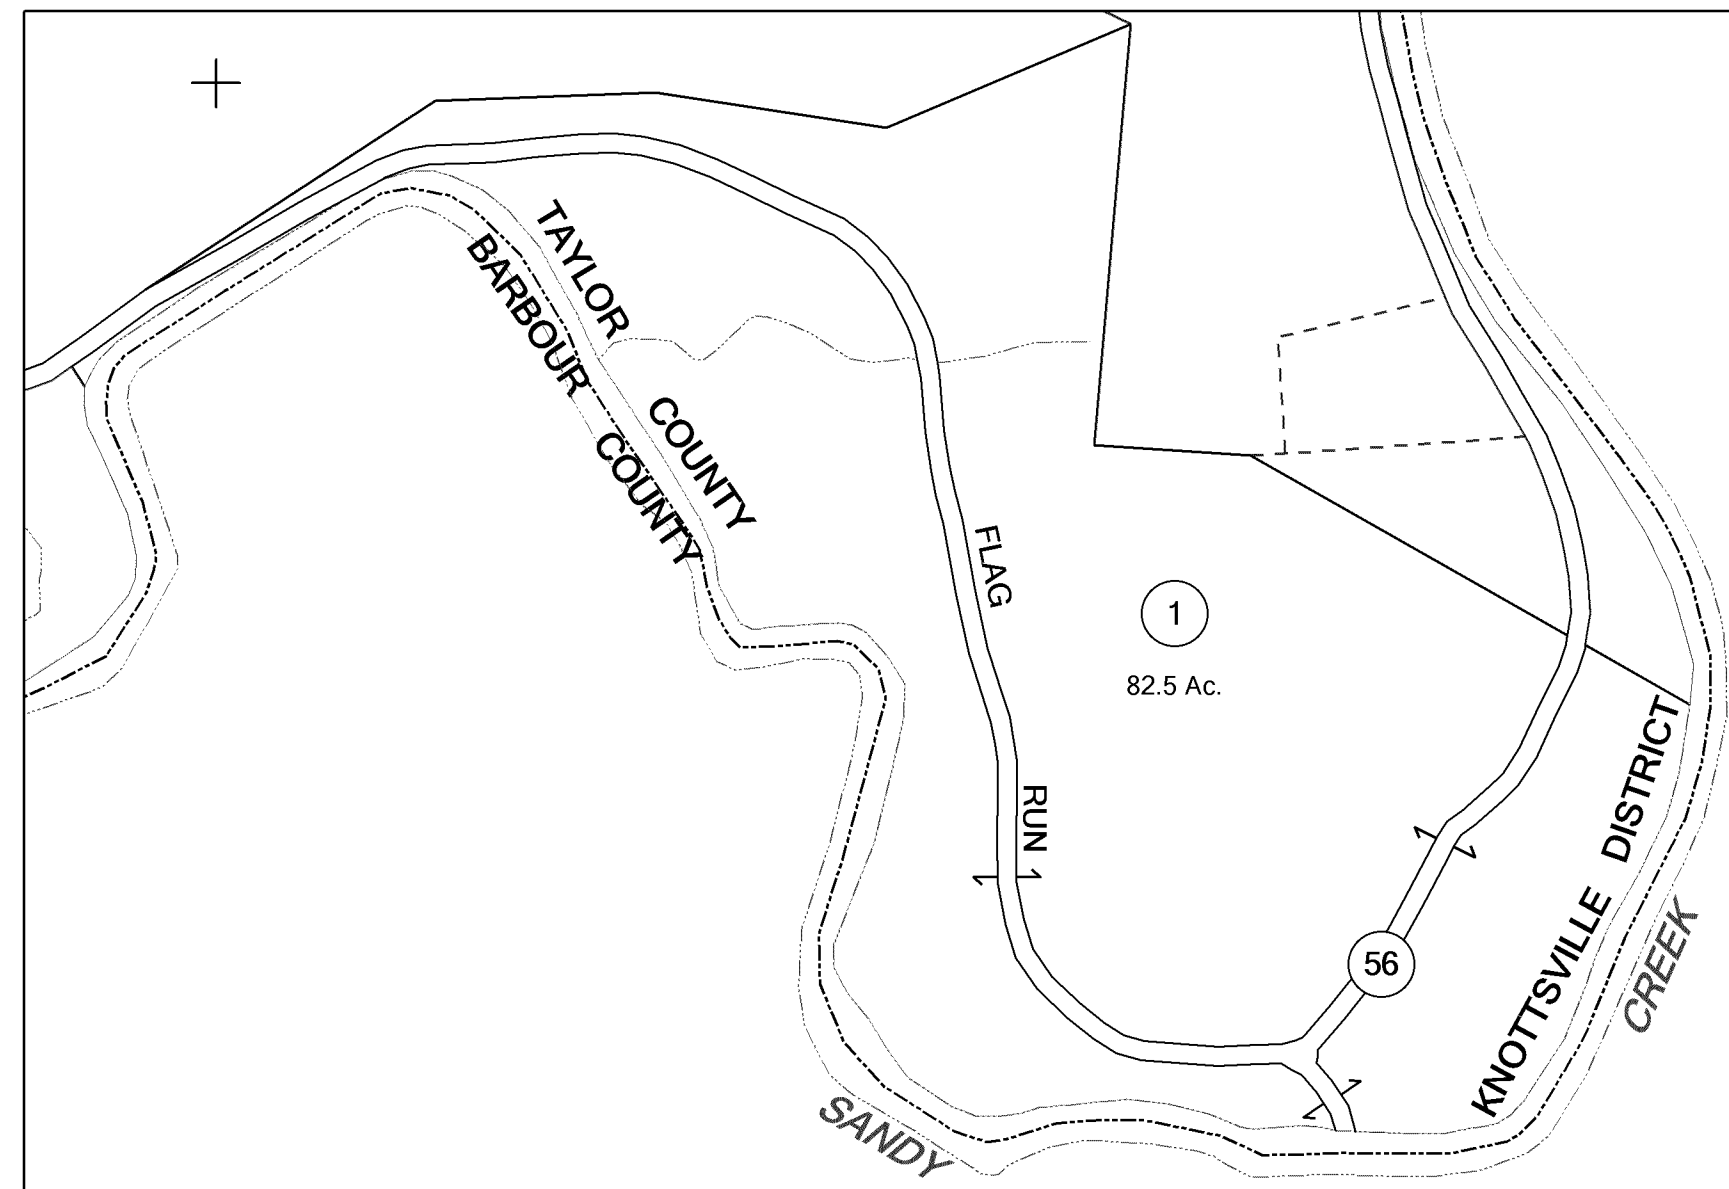 TAYLOR COUNTY
BARBOUR COUNTY
FLAG RUN
1
82.5 Ac.
56
KNOTTSVILLE DISTRICT
SANDY CREEK